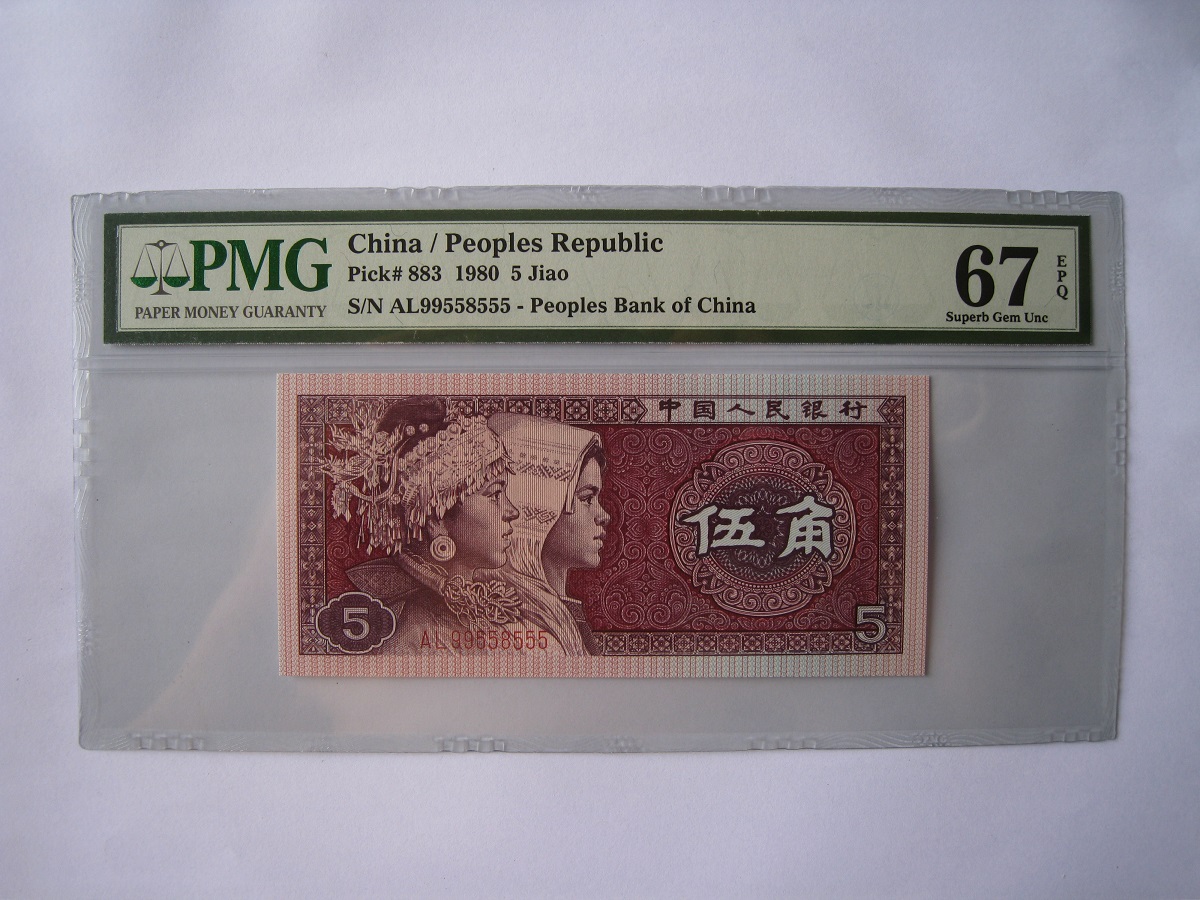 PMG
PAPER MONEY GUARANTY
China / Peoples Republic
Pick# 883 1980 5 Jiao
S/N AL99558555 - Peoples Bank of China
67
EPQ
Superb Gem Unc
中国人民银行
伍角
5
AL99558555
5